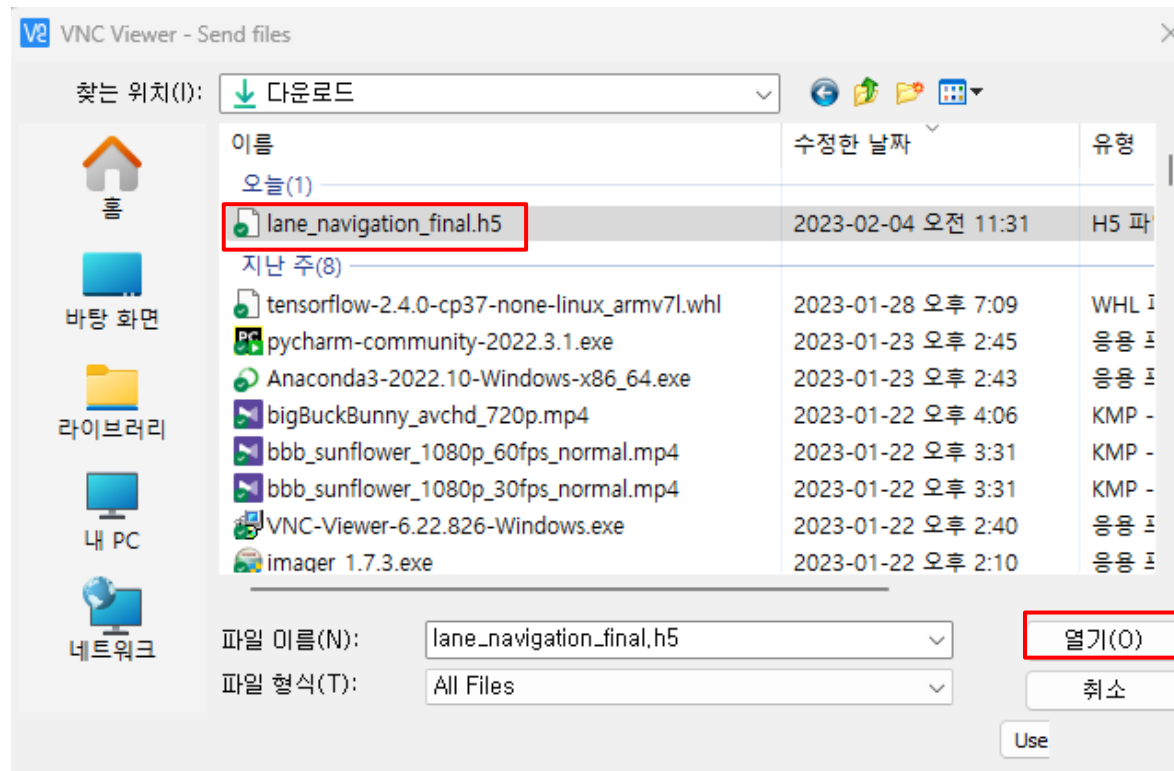 VNC Viewer - Send files
찾는 위치(I):
다운로드
홈
바탕 화면
라이브러리
내 PC
네트워크
이름 수정한 날짜 유형
오늘(1)
lane_navigation_final.h5 2023-02-04 오전 11:31 H5
지난 주(8)
tensorflow-2.4.0-cp37-none-linux_armv7l.whl 2023-01-28 오후 7:09 WHL
pycharm-community-2022.3.1.exe 2023-01-23 오후 2:45 응용
Anaconda3-2022.10-Windows-x86_64.exe 2023-01-23 오후 2:43 응용
bigBuckBunny_avchd_720p.mp4 2023-01-22 오후 4:06 KMP -
bbb_sunflower_1080p_60fps_normal.mp4 2023-01-22 오후 3:31 KMP -
bbb_sunflower_1080p_30fps_normal.mp4 2023-01-22 오후 3:31 KMP -
VNC-Viewer-6.22.826-Windows.exe 2023-01-22 오후 2:40 응용
imager_1.7.3.exe 2023-01-22 오후 2:10 응용
파일 이름(N): lane_navigation_final,h5 열기(O)
파일 형식(T): All Files 취소
Use